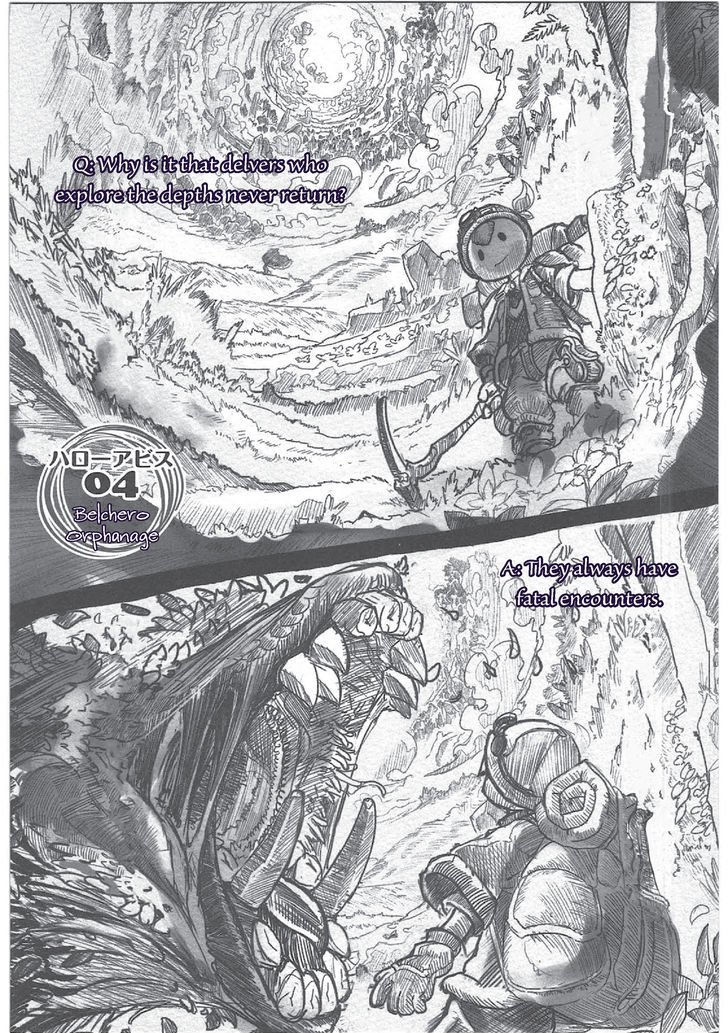 Q: Why is it that delvers who
explore the depths never return?
ハローアビス
04
Belchero
Orphanage
A: They always have
fatal encounters.